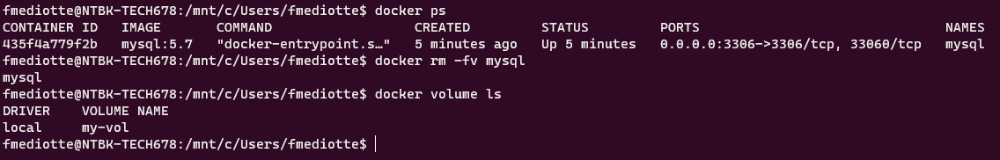 fmediotte@NTBK-TECH678:/mnt/c/Users/fmediotte$ docker ps
CONTAINER ID   IMAGE       COMMAND                  CREATED         STATUS         PORTS                               NAMES
435f4a779f2b   mysql:5.7   "docker-entrypoint.s…"   5 minutes ago   Up 5 minutes   0.0.0.0:3306->3306/tcp, 33060/tcp   mysql
fmediotte@NTBK-TECH678:/mnt/c/Users/fmediotte$ docker rm -fv mysql
mysql
fmediotte@NTBK-TECH678:/mnt/c/Users/fmediotte$ docker volume ls
DRIVER    VOLUME NAME
local     my-vol
fmediotte@NTBK-TECH678:/mnt/c/Users/fmediotte$